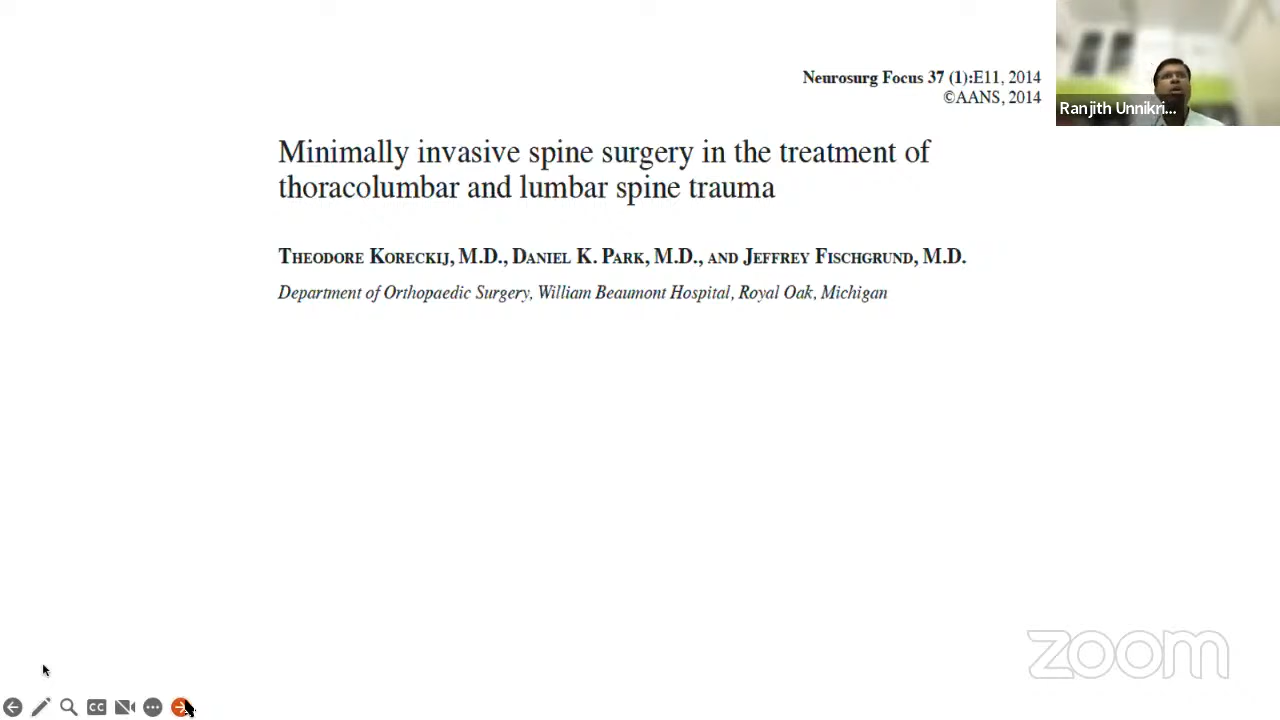 Neurosurg Focus 37 (1):E11, 2014
©AANS, 2014
Ranjith Unnikri...
Minimally invasive spine surgery in the treatment of
thoracolumbar and lumbar spine trauma
Theodore Koreckij, M.D., Daniel K. Park, M.D., and Jeffrey Fischgrund, M.D.
Department of Orthopaedic Surgery, William Beaumont Hospital, Royal Oak, Michigan
zoom
CC